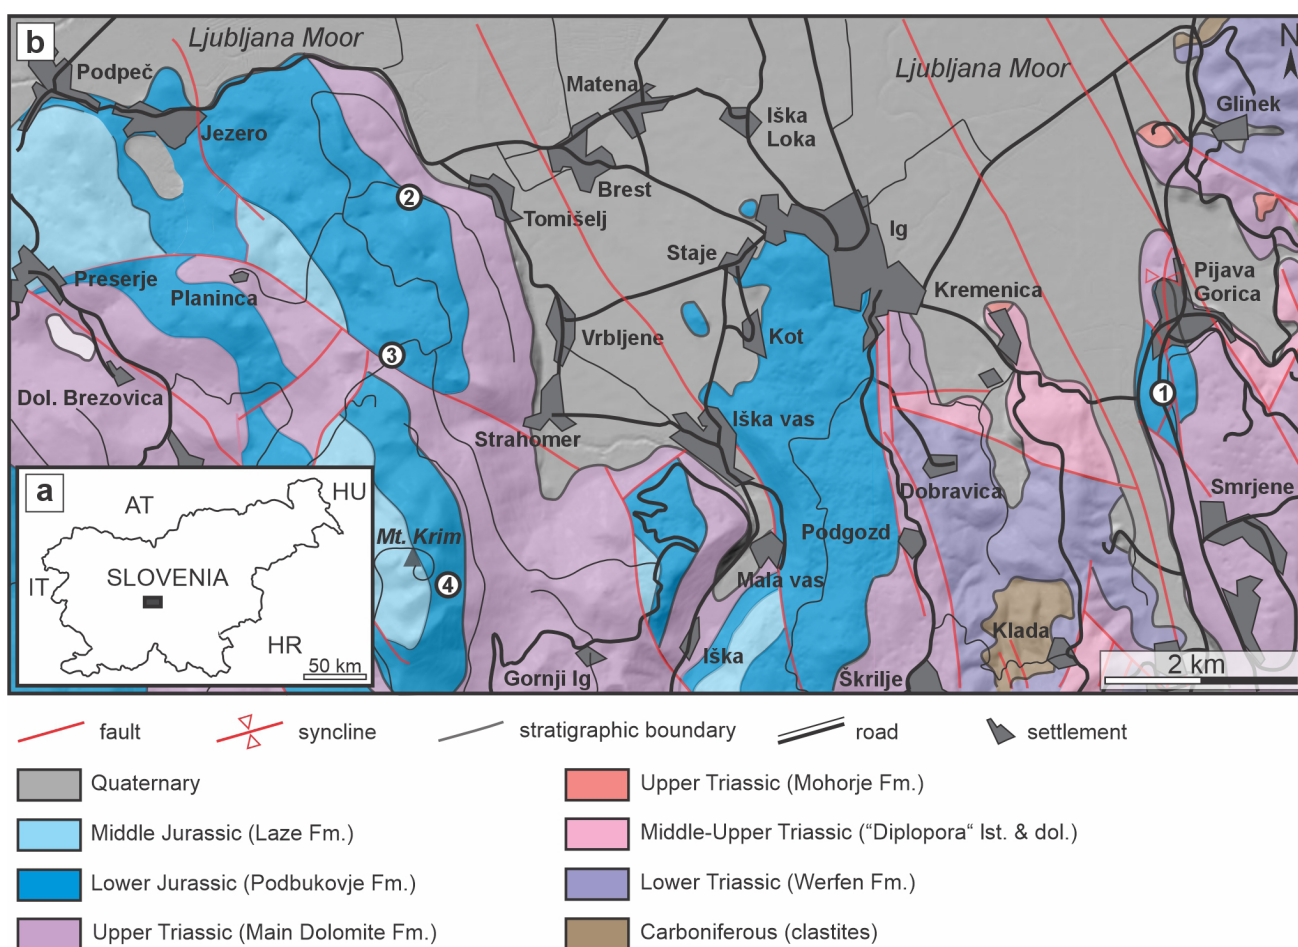 b
Ljubljana Moor
Ljubljana Moor
N
Podpeč
Jezero
Matena
Iška
Loka
Glinek
Brest
Tomišelj
2
Ig
Staje
Preserje
Planinca
Kremenica
Pijava
Gorica
Vrbljene
Kot
3
1
Dol. Brezovica
Strahomer
Iška vas
Dobravica
Smrjene
Podgozd
Mt. Krim
4
Mala vas
Klada
Iška
Gornji Ig
Škrilje
2 km
a
AT
HU
IT
SLOVENIA
HR
50 km
fault
syncline
stratigraphic boundary
road
settlement
Quaternary
Middle Jurassic (Laze Fm.)
Lower Jurassic (Podbukovje Fm.)
Upper Triassic (Main Dolomite Fm.)
Upper Triassic (Mohorje Fm.)
Middle-Upper Triassic (“Diplopora“ lst. & dol.)
Lower Triassic (Werfen Fm.)
Carboniferous (clastites)